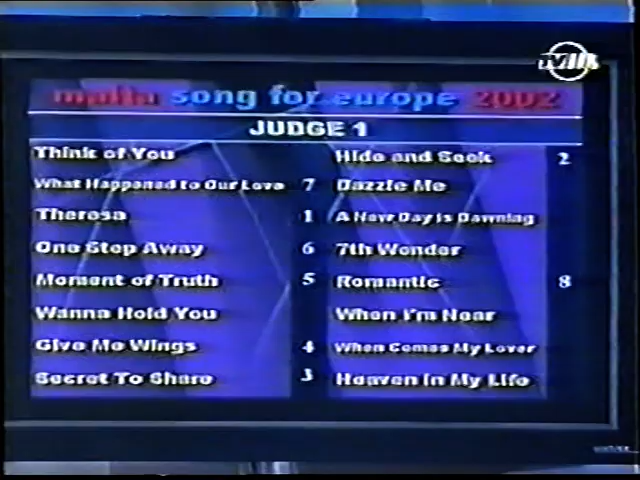 TVM
malta song for europe 2002
JUDGE 1
Think of You
What Happened to Our Love 7
Theresa 1
One Step Away 6
Moment of Truth 5
Wanna Hold You
Give Me Wings 4
Secret To Share 3
Hide and Seek 2
Dazzle Me
A New Day Is Dawning
7th Wonder
Romantic 8
When I'm Near
When Comes My Lover
Heaven In My Life